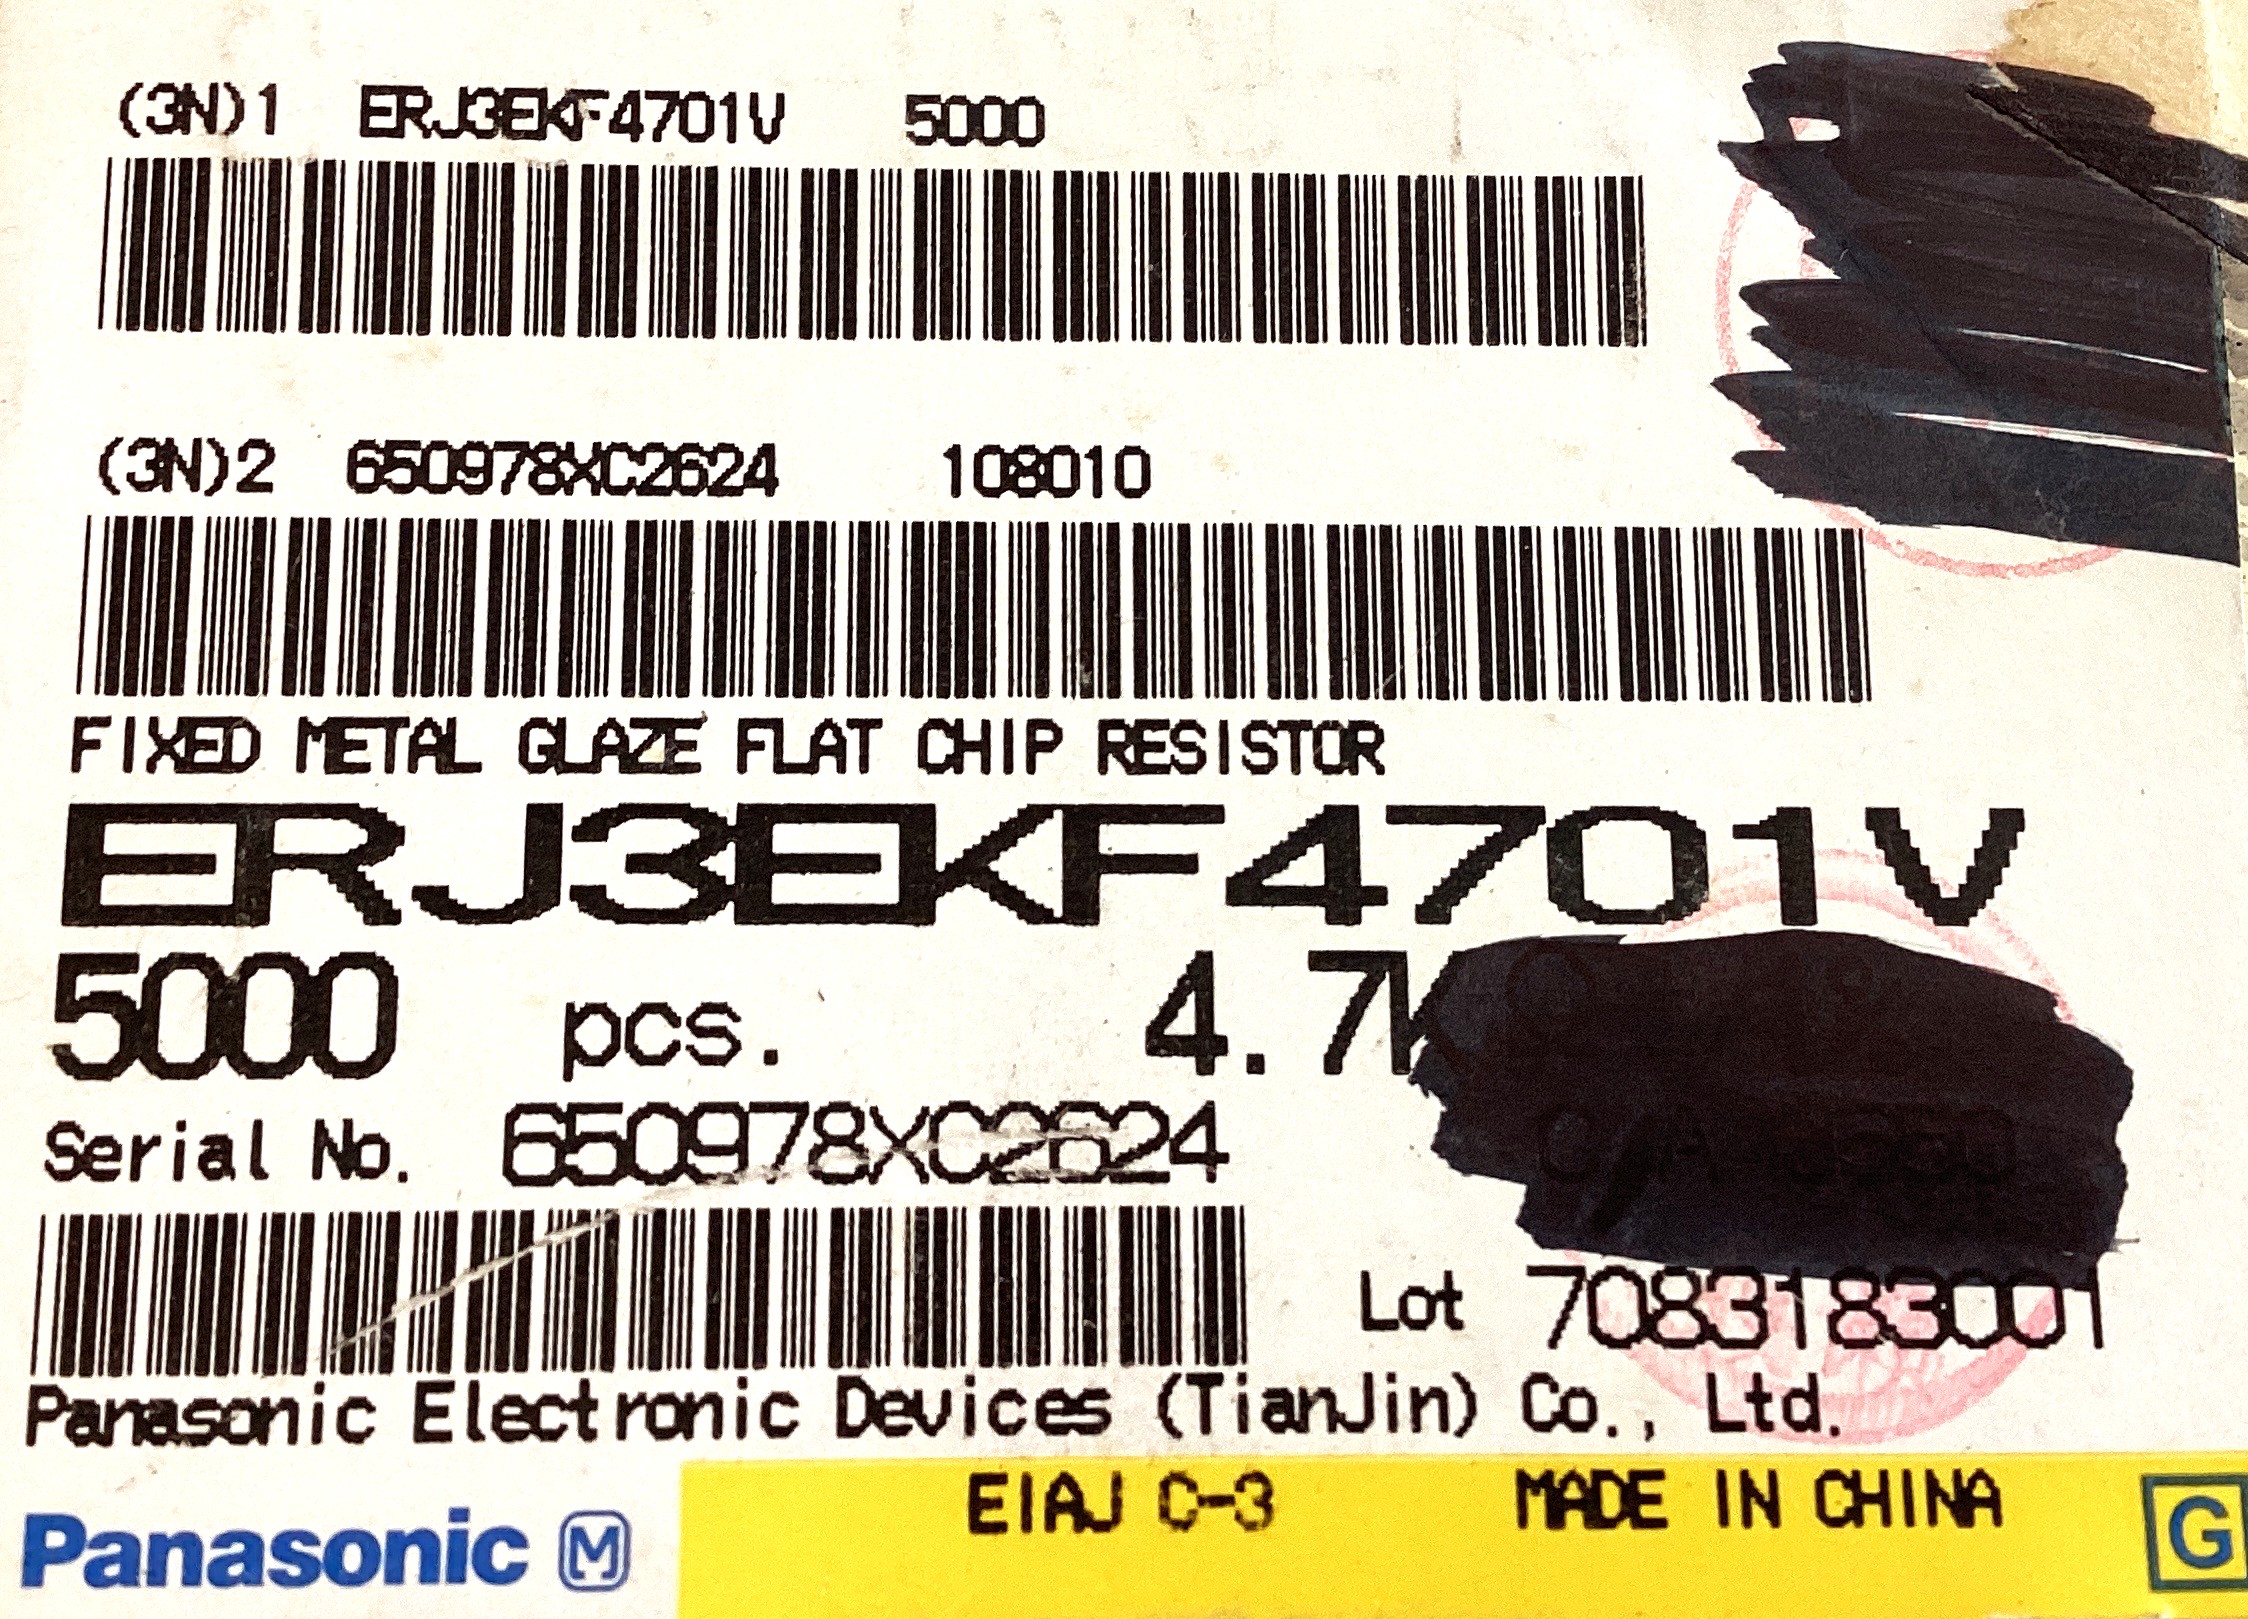 (3N)1 ERJ3EKF4701V 5000
(3N)2 650978XC2624 108010
FIXED METAL GLAZE FLAT CHIP RESISTOR
ERJ3EKF4701V
5000 pcs. 4.7K
Serial No. 650978XC2624
Lot 7083183001
Panasonic Electronic Devices (TianJin) Co., Ltd.
Panasonic M EIAJ C-3 MADE IN CHINA G